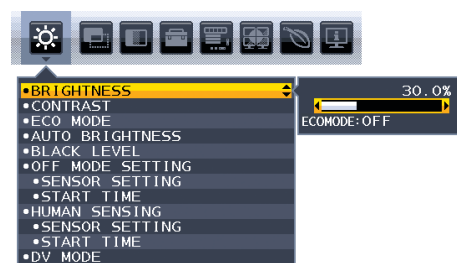 •BRIGHTNESS
•CONTRAST
•ECO MODE
•AUTO BRIGHTNESS
•BLACK LEVEL
•OFF MODE SETTING
•SENSOR SETTING
•START TIME
•HUMAN SENSING
•SENSOR SETTING
•START TIME
•DV MODE
30.0%
ECOMODE:OFF